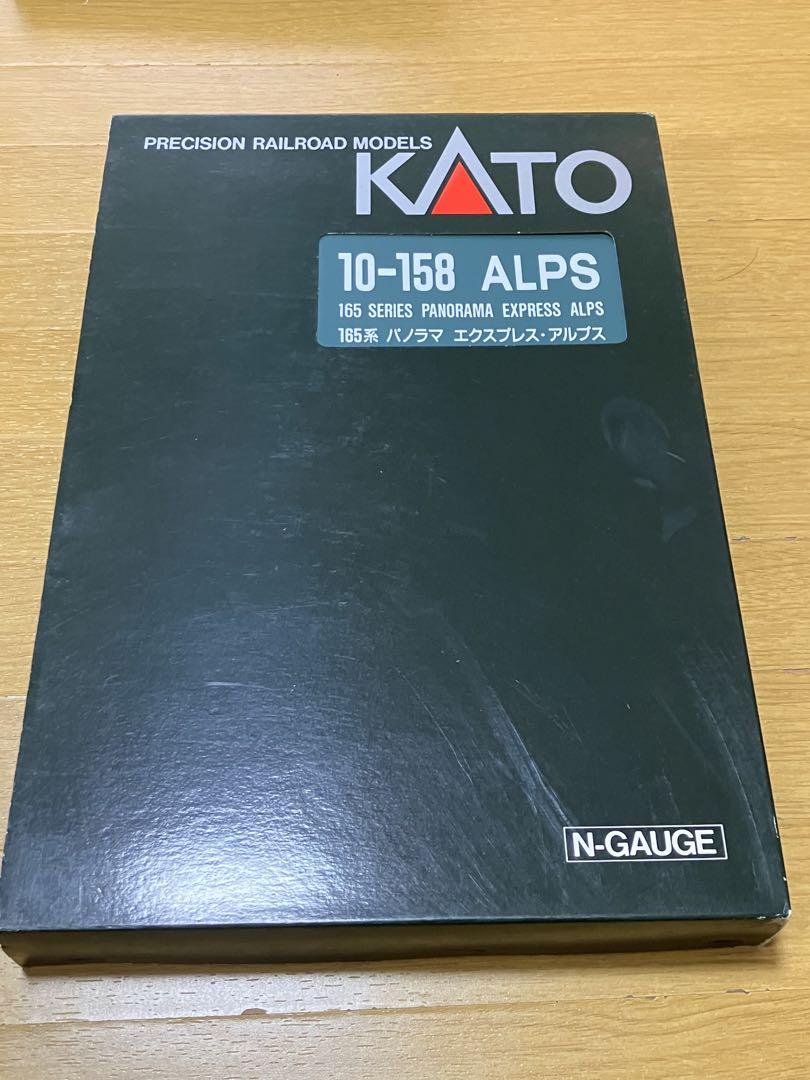 PRECISION RAILROAD MODELS
KATO
10-158 ALPS
165 SERIES PANORAMA EXPRESS ALPS
165系 パノラマ エクスプレス・アルプス
N-GAUGE